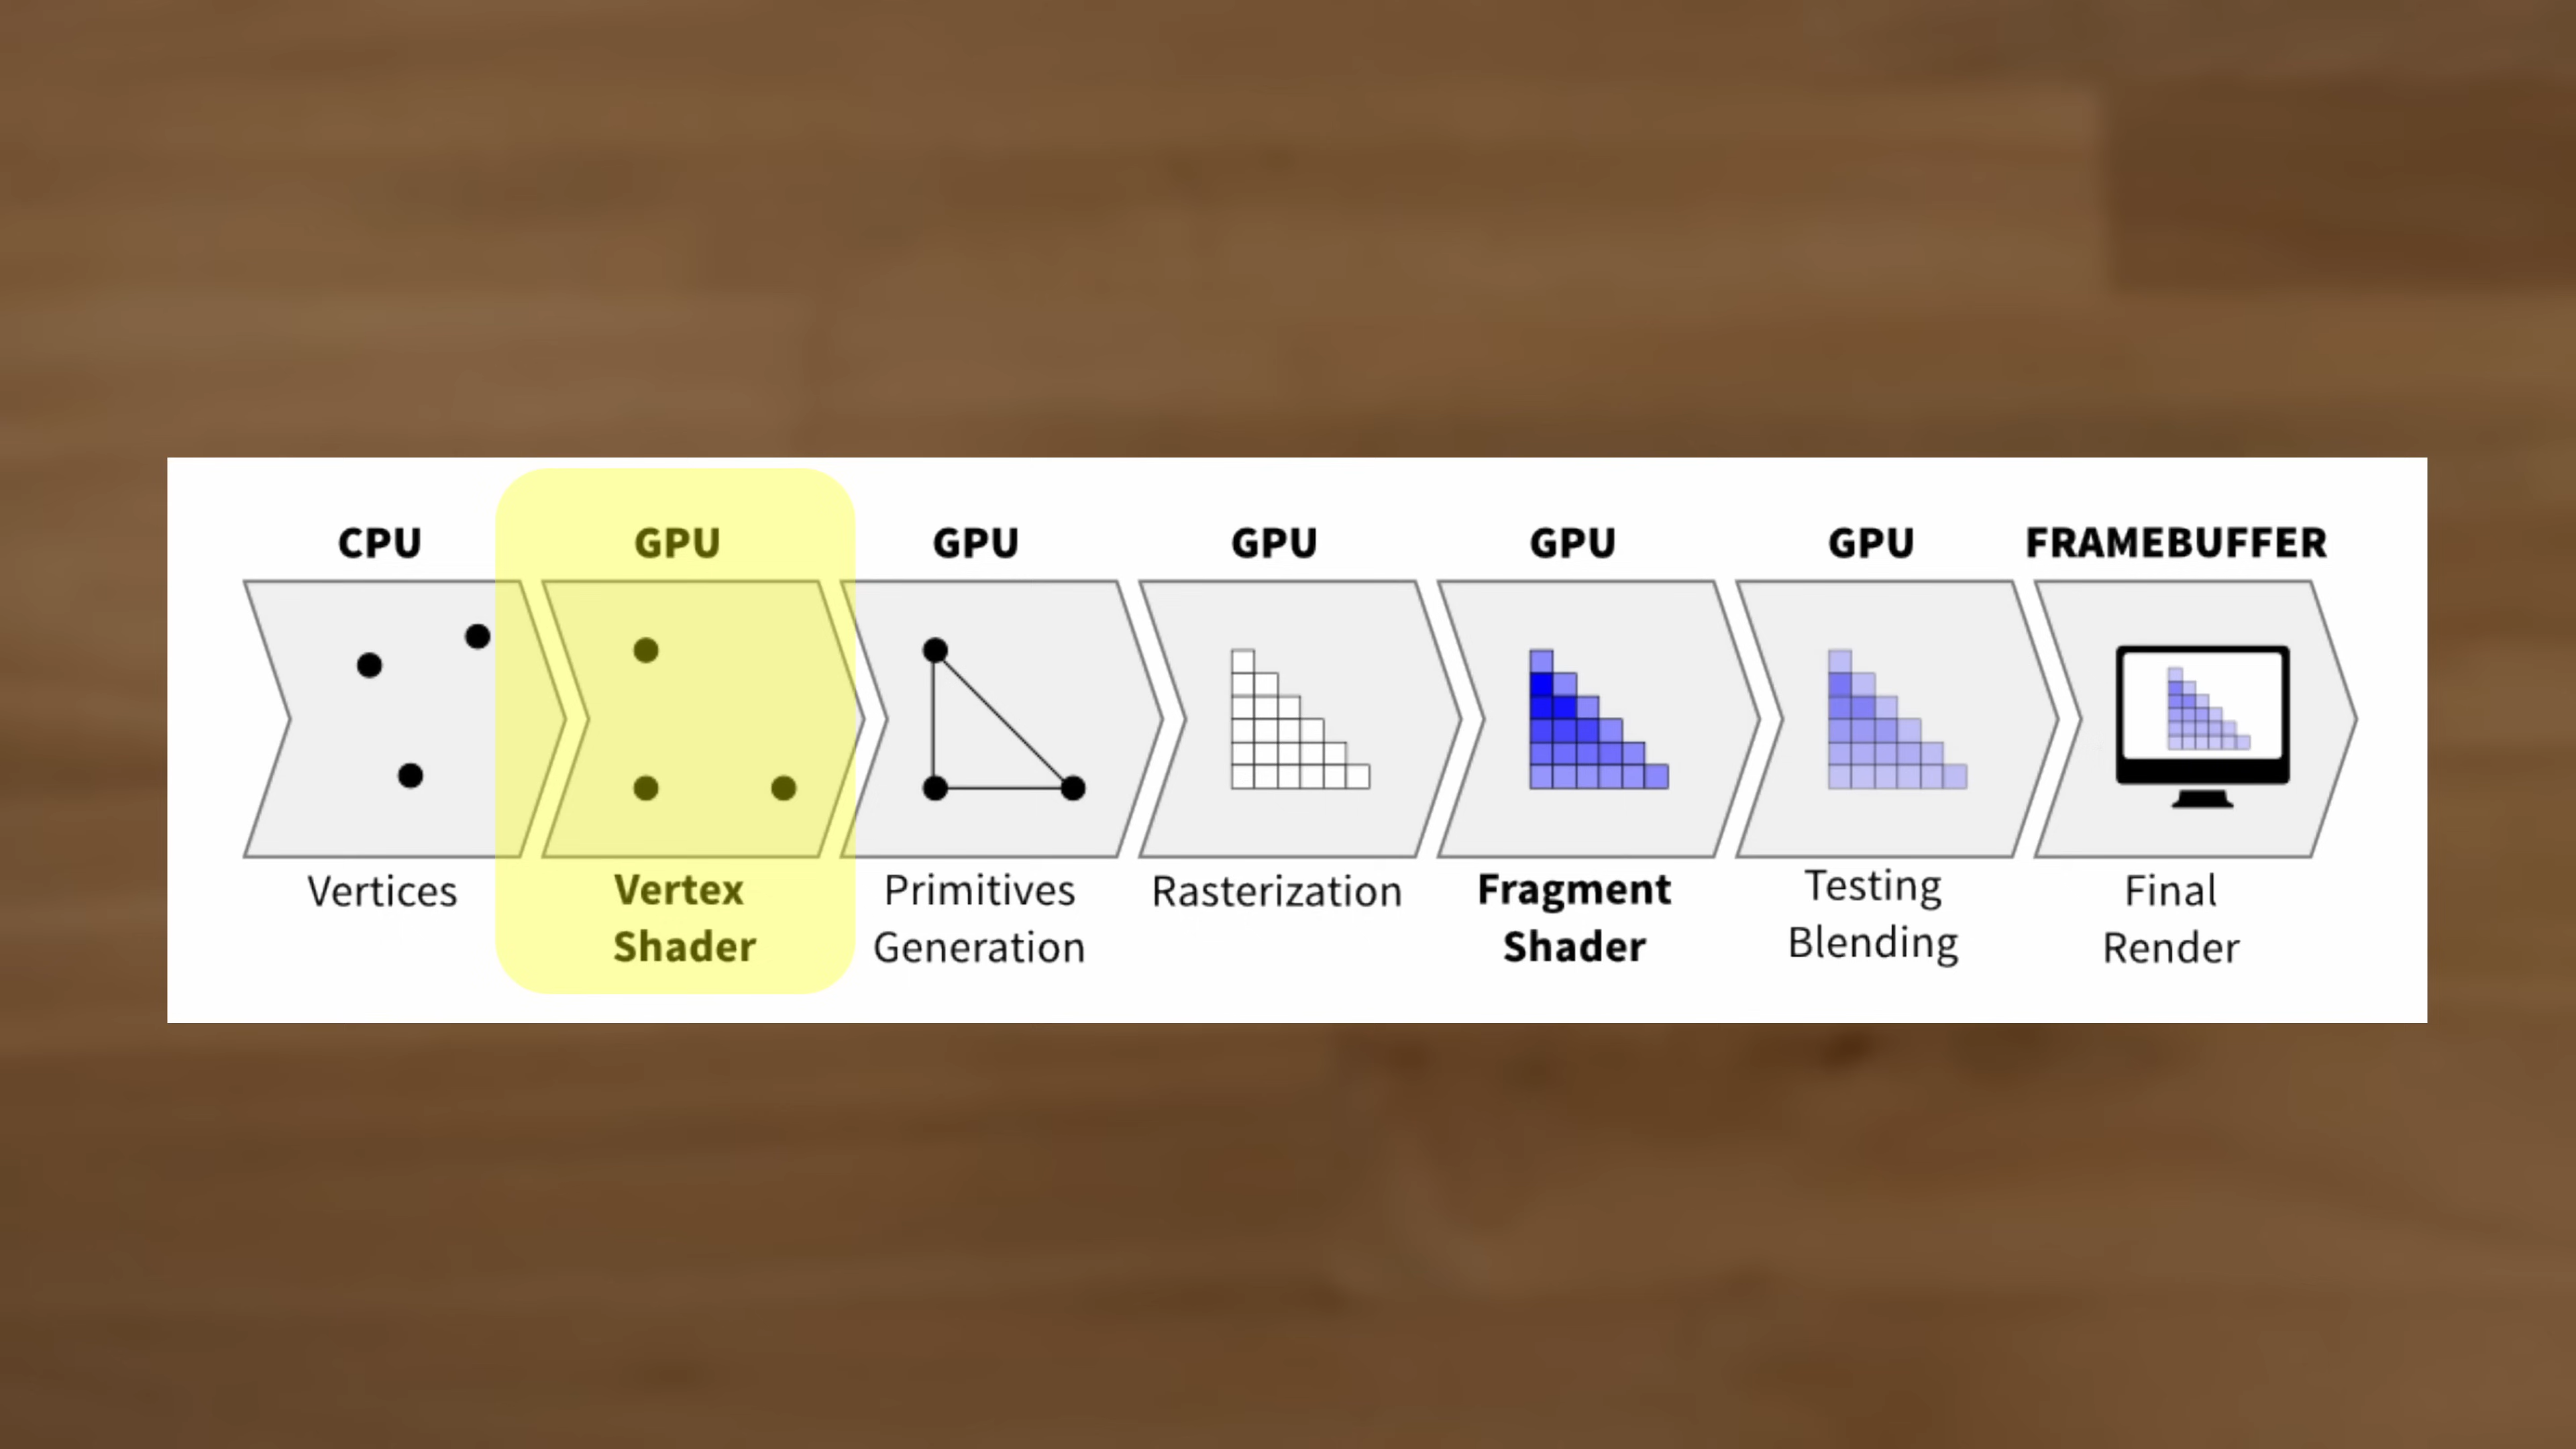 CPU
GPU
GPU
GPU
GPU
GPU
FRAMEBUFFER
Vertices
Vertex
Shader
Primitives
Generation
Rasterization
Fragment
Shader
Testing
Blending
Final
Render